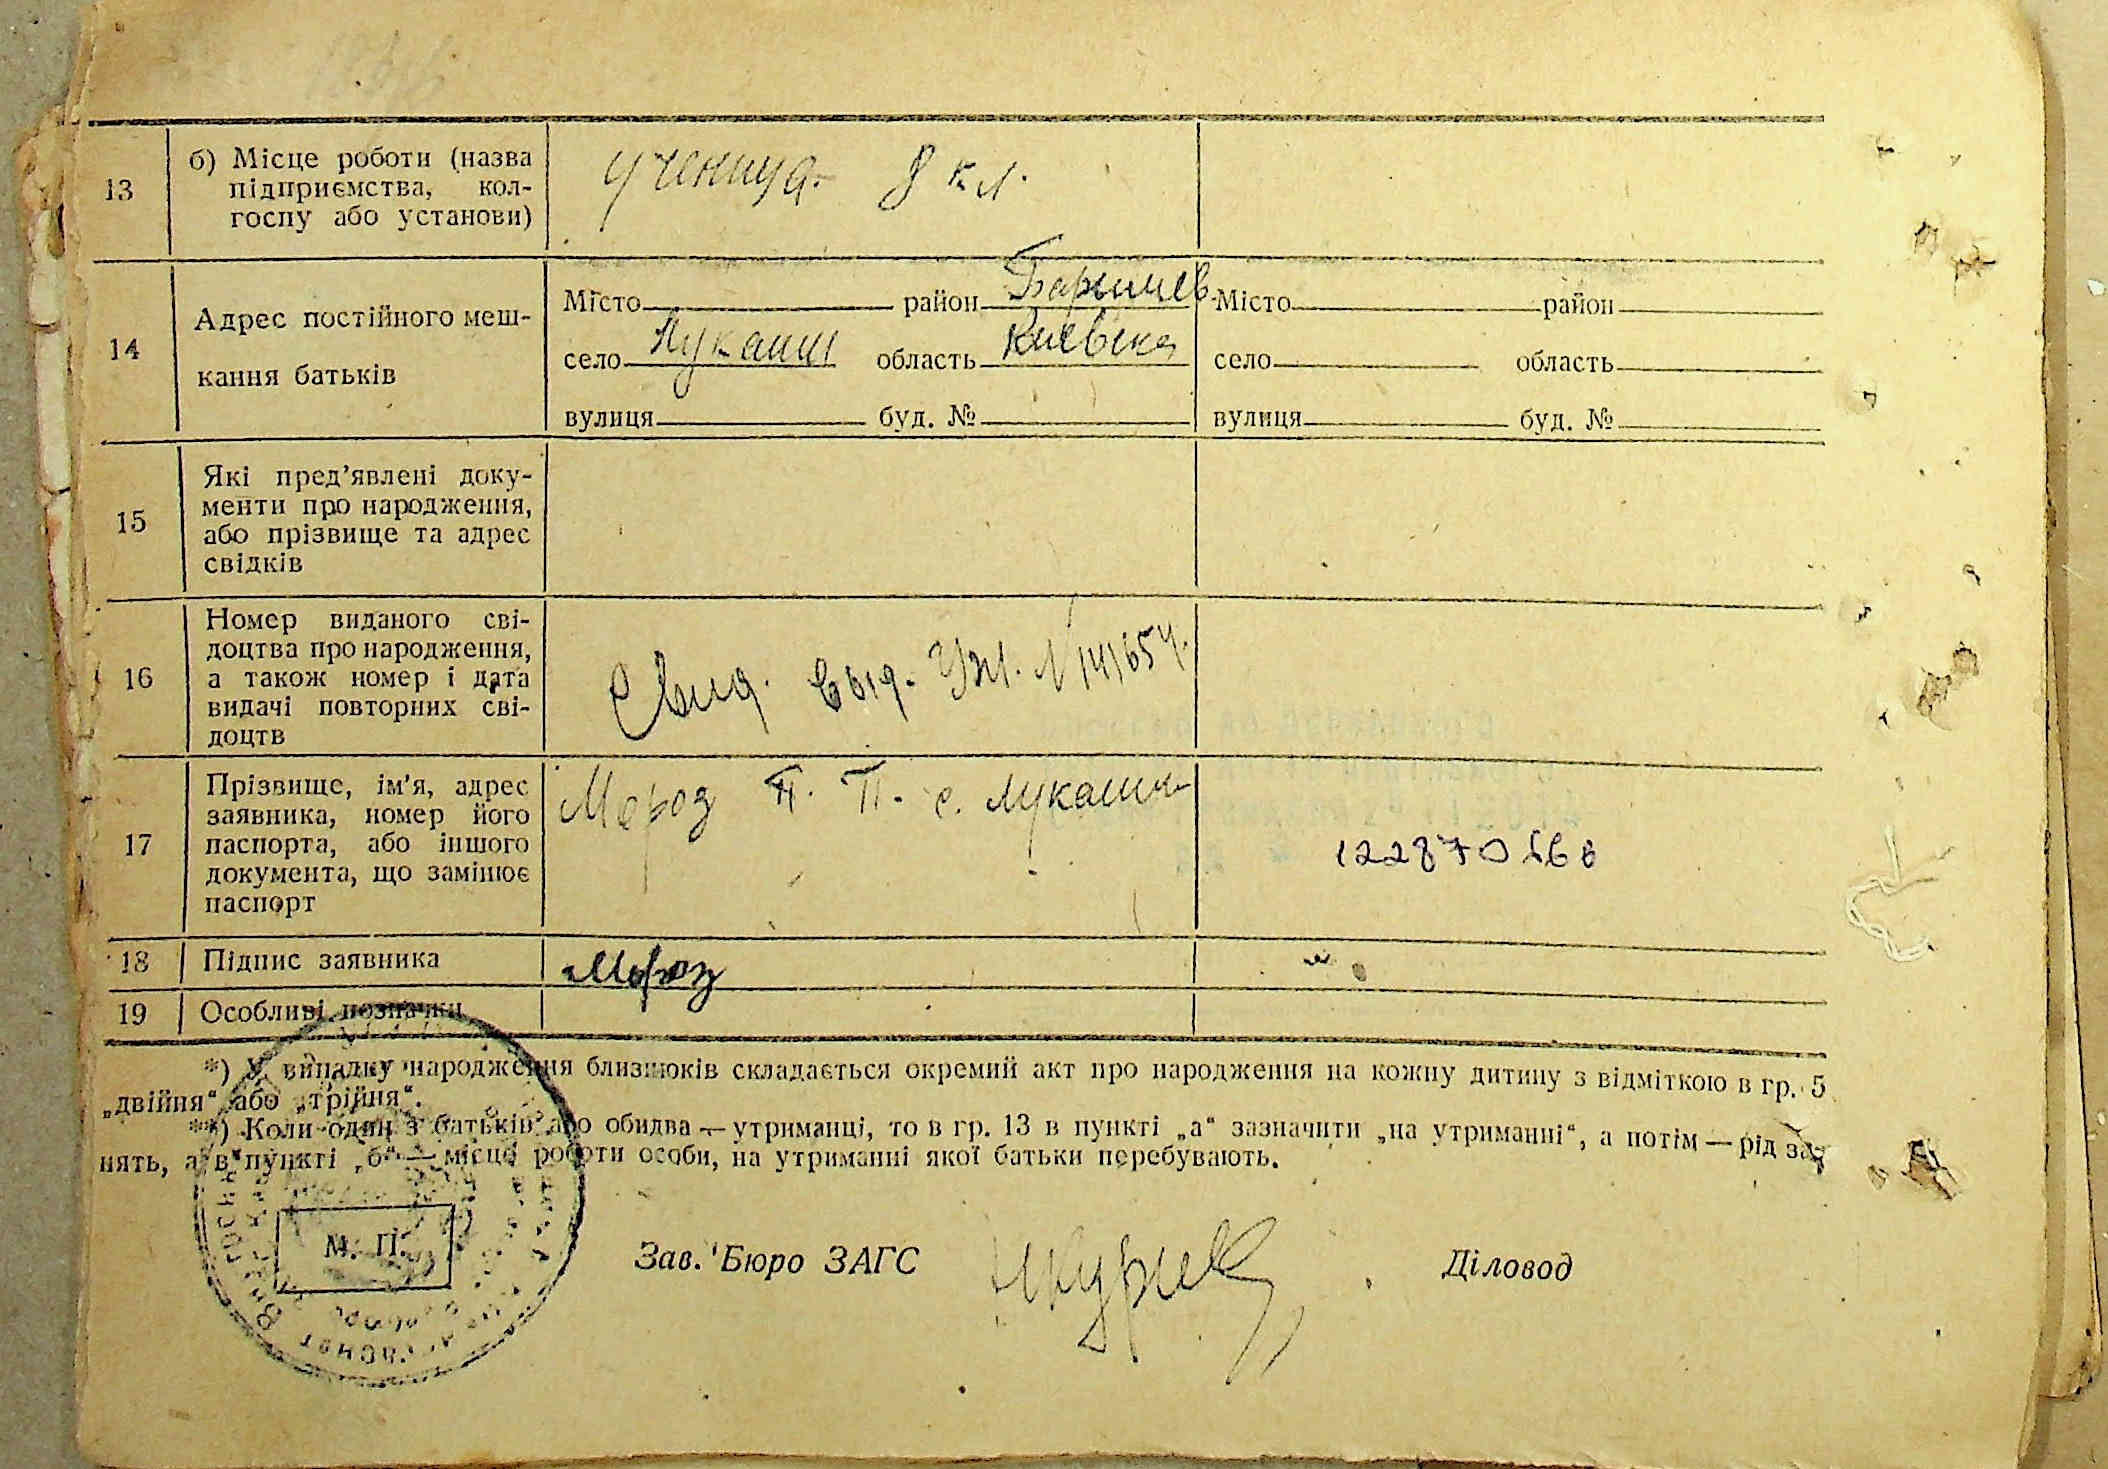 13
б) Місце роботи (назва
підприємства, кол-
госпу або установи)
ученица 8 кл.
14
Адрес постійного меш-
кання батьків
Місто район Баришев.
село Лукаши область Киевска
вулиця буд. №
Місто район
село область
вулиця буд. №
15
Які пред’явлені доку-
менти про народження,
або прізвище та адрес
свідків
16
Номер виданого сві-
доцтва про народження,
а також номер і дата
видачі повторних сві-
доцтв
Свид. выд. N
17
Прізвище, ім’я, адрес
заявника, номер його
паспорта, або іншого
документа, що замінює
паспорт
Мороз П. П. с. Лукаши
18
Підпис заявника
Мороз
19
Особливі позначки
*) У випадку народження близнюків складається окремий акт про народження на кожну дитину з відміткою в гр. 5
„двійня“ або „трійня“.
**) Коли один з батьків або обидва — утриманці, то в гр. 13 в пункті „а“ зазначити „на утриманні“, а потім — рід за-
нять, а в пункті „б“ — місце роботи особи, на утриманні якої батьки перебувають.
М. П.
Зав. Бюро ЗАГС
Діловод